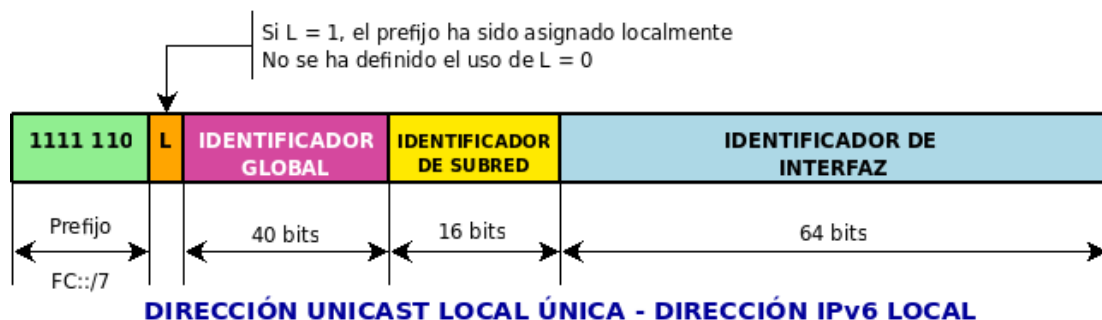 Si L = 1, el prefijo ha sido asignado localmente
No se ha definido el uso de L = 0
1111 110
L
IDENTIFICADOR
GLOBAL
IDENTIFICADOR
DE SUBRED
IDENTIFICADOR DE
INTERFAZ
Prefijo
40 bits
16 bits
64 bits
FC::/7
DIRECCIÓN UNICAST LOCAL ÚNICA - DIRECCIÓN IPv6 LOCAL